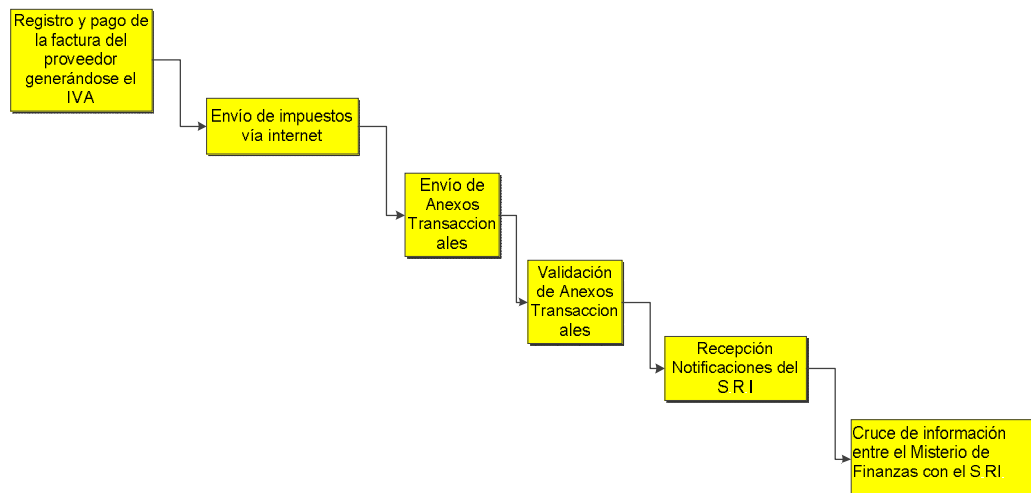 Registro y pago de
la factura del
proveedor
generándose el
IVA
Envío de impuestos
vía internet
Envío de
Anexos
Transaccion
ales
Validación
de Anexos
Transaccion
ales
Recepción
Notificaciones del
S R I
Cruce de información
entre el Misterio de
Finanzas con el S RI